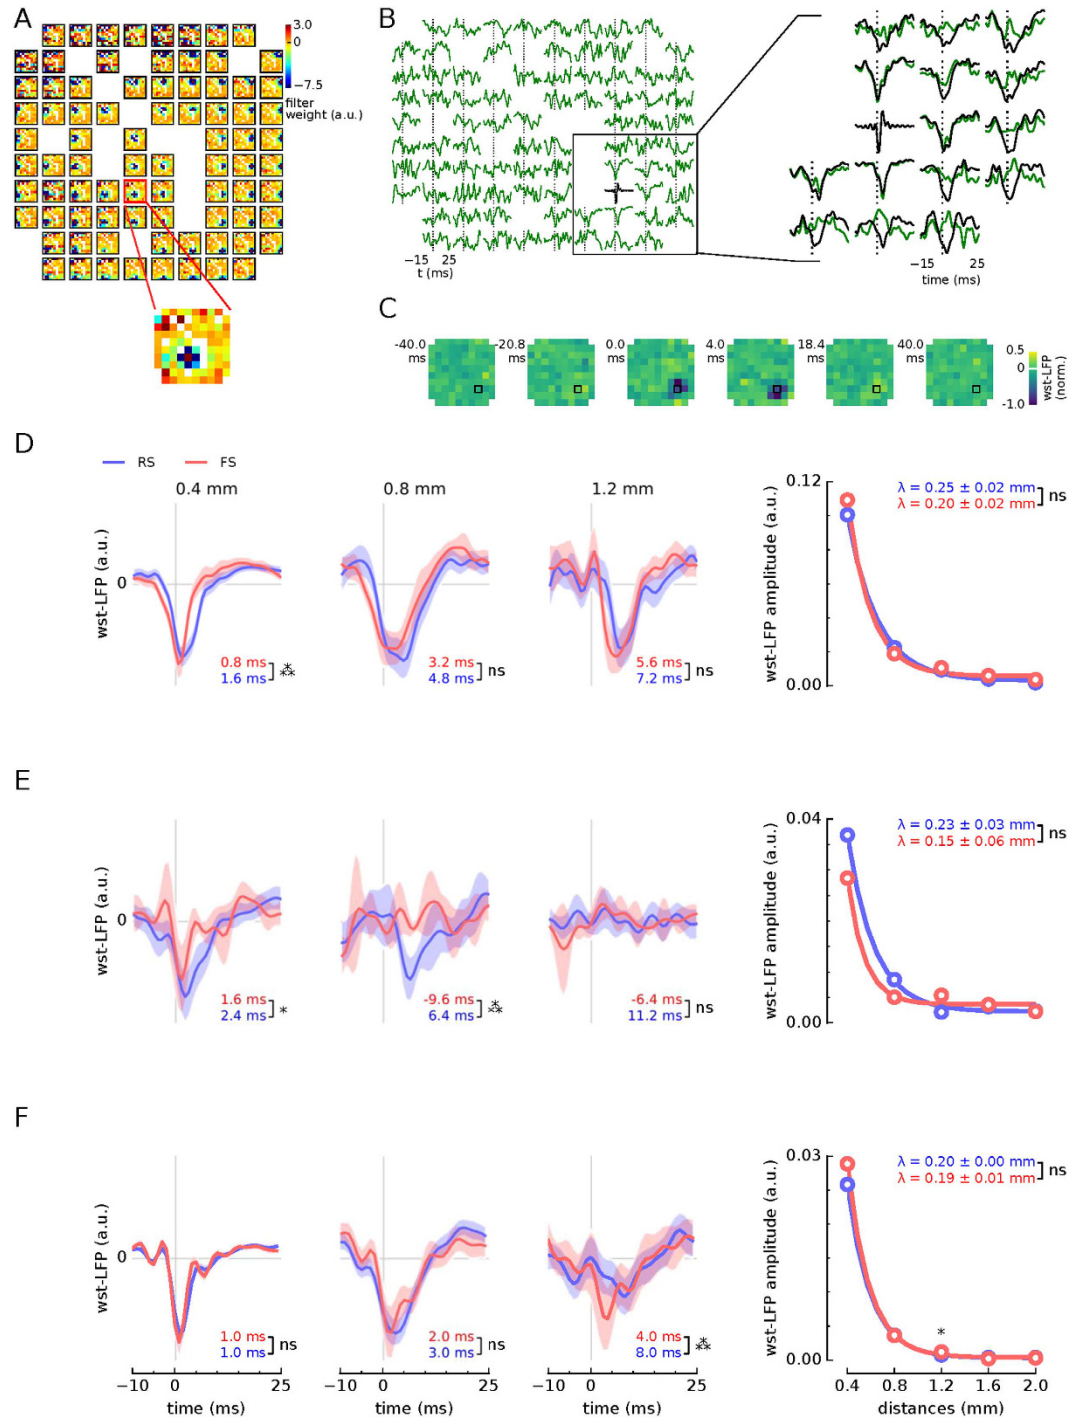 A
3.0
0
−7.5
filter
weight (a.u.)
B
−15 25
t (ms)
−15 25
time (ms)
C
-40.0
ms
-20.8
ms
0.0
ms
4.0
ms
18.4
ms
40.0
ms
0.5
-1.0
wst-LFP
(norm.)
D
RS FS
0.4 mm 0.8 mm 1.2 mm
wst-LFP (a.u.)
0
0.8 ms
1.6 ms
⁂
3.2 ms
4.8 ms
ns
5.6 ms
7.2 ms
ns
wst-LFP amplitude (a.u.)
0.12
0.00
λ = 0.25 ± 0.02 mm
λ = 0.20 ± 0.02 mm
ns
E
wst-LFP (a.u.)
0
1.6 ms
2.4 ms
*
-9.6 ms
6.4 ms
⁂
-6.4 ms
11.2 ms
ns
wst-LFP amplitude (a.u.)
0.04
0.00
λ = 0.23 ± 0.03 mm
λ = 0.15 ± 0.06 mm
ns
F
wst-LFP (a.u.)
0
1.0 ms
1.0 ms
ns
2.0 ms
3.0 ms
ns
4.0 ms
8.0 ms
⁂
−10 0 25
time (ms)
−10 0 25
time (ms)
−10 0 25
time (ms)
wst-LFP amplitude (a.u.)
0.03
0.00
λ = 0.20 ± 0.00 mm
λ = 0.19 ± 0.01 mm
ns
*
0.4 0.8 1.2 1.6 2.0
distances (mm)